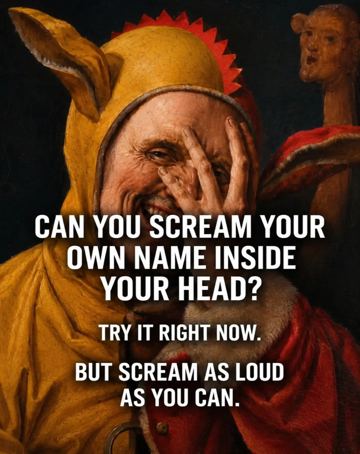 CAN YOU SCREAM YOUR
OWN NAME INSIDE
YOUR HEAD?
TRY IT RIGHT NOW.
BUT SCREAM AS LOUD
AS YOU CAN.